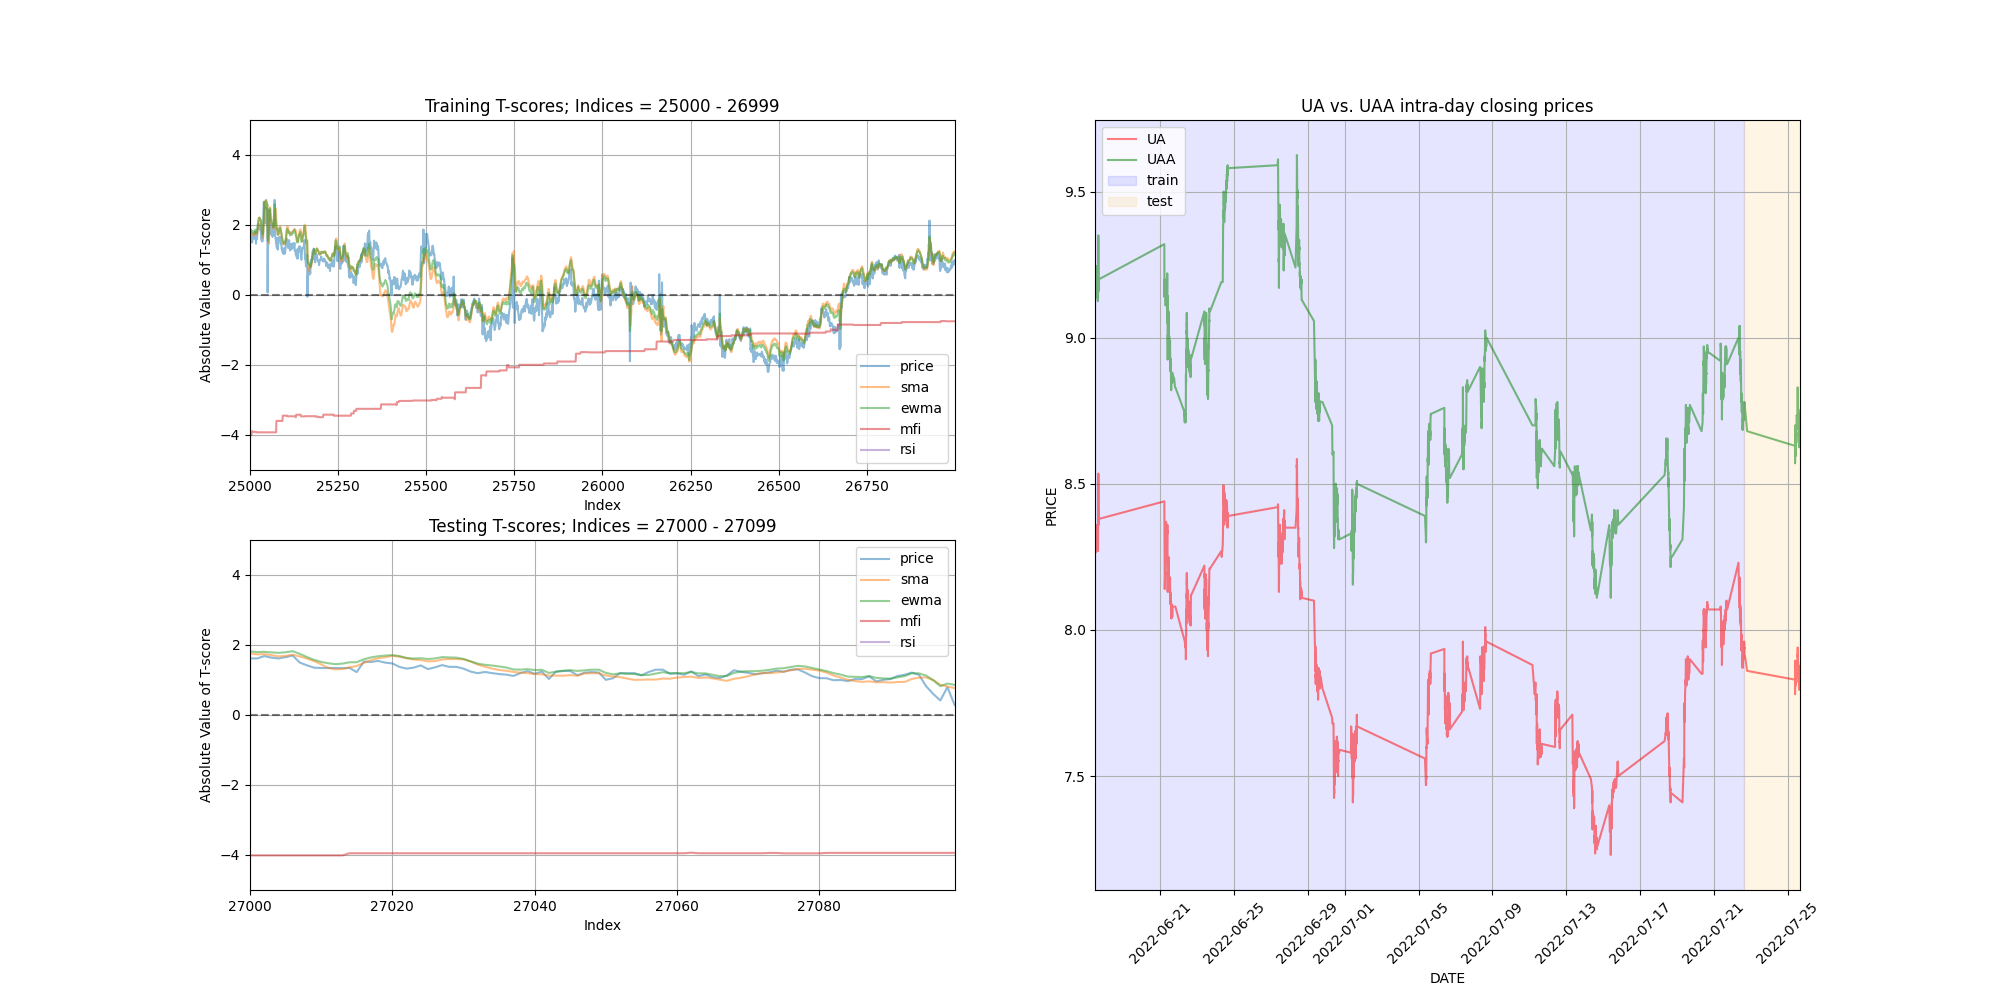 Training T-scores; Indices = 25000 - 26999
Absolute Value of T-score
4
2
0
−2
−4
price
sma
ewma
mfi
rsi
25000 25250 25500 25750 26000 26250 26500 26750
Index
Testing T-scores; Indices = 27000 - 27099
Absolute Value of T-score
4
2
0
−2
−4
price
sma
ewma
mfi
rsi
27000 27020 27040 27060 27080
Index
UA vs. UAA intra-day closing prices
UA
UAA
train
test
PRICE
9.5
9.0
8.5
8.0
7.5
2022-06-21 2022-06-25 2022-06-29 2022-07-01 2022-07-05 2022-07-09 2022-07-13 2022-07-17 2022-07-21 2022-07-25
DATE